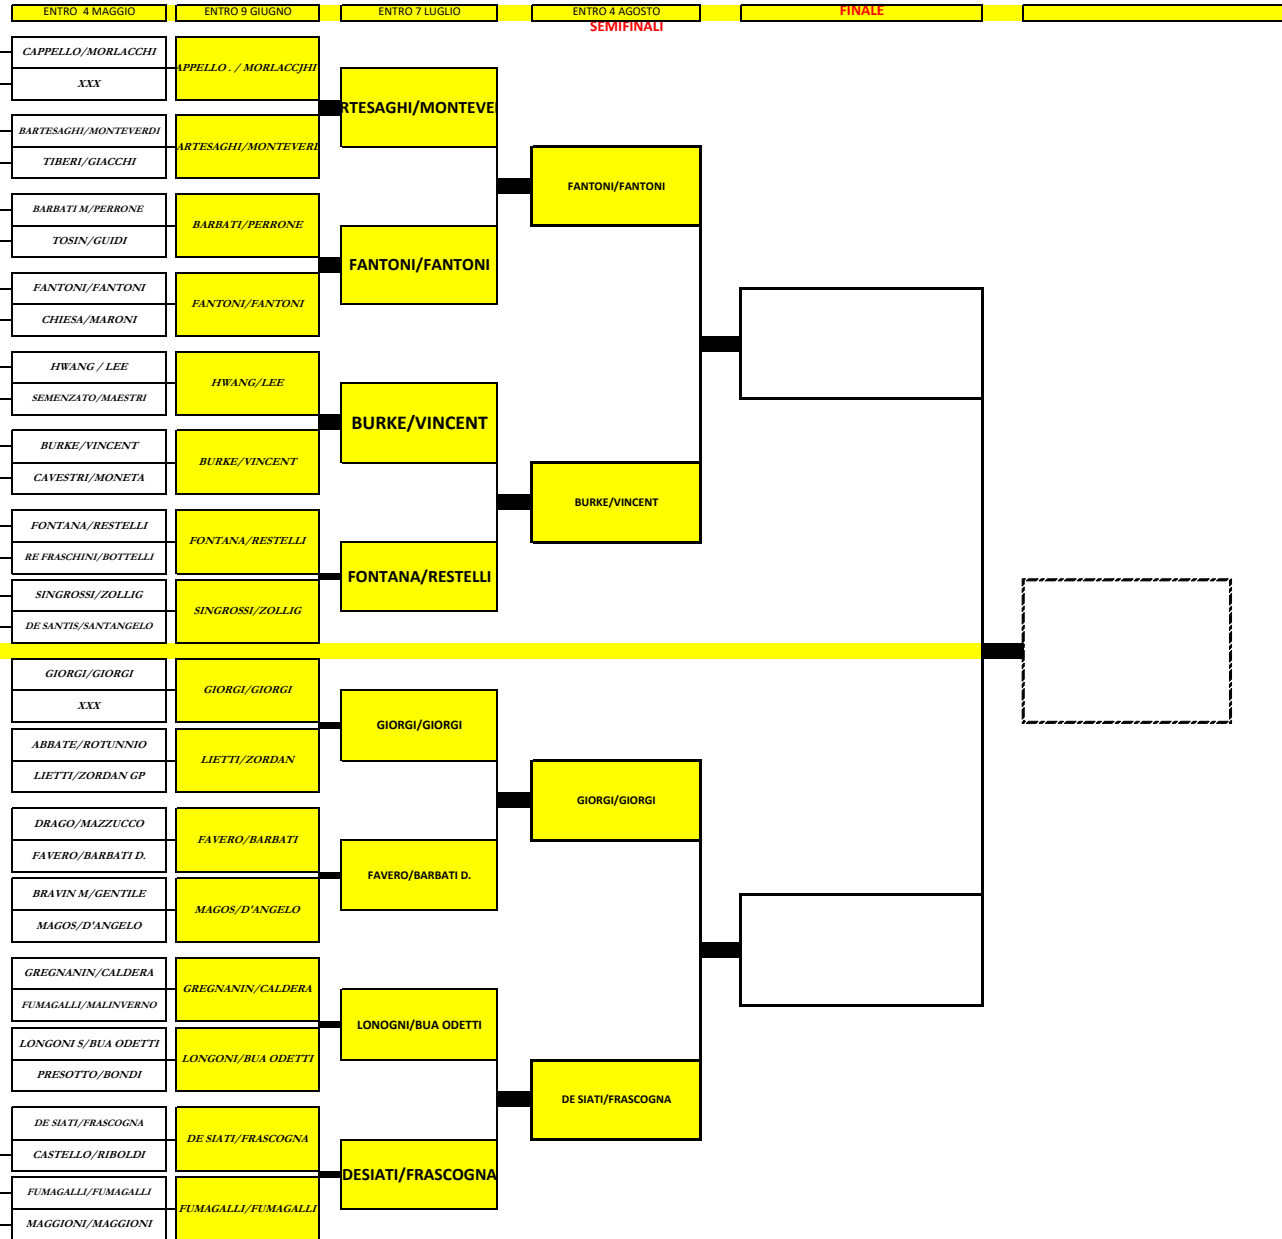 ENTRO 4 MAGGIO
ENTRO 9 GIUGNO
ENTRO 7 LUGLIO
ENTRO 4 AGOSTO
FINALE
SEMIFINALI
CAPPELLO/MORLACCHI
XXX
BARTESAGHI/MONTEVERDI
TIBERI/GIACCHI
BARBATI M/PERRONE
TOSIN/GUIDI
FANTONI/FANTONI
CHIESA/MARONI
HWANG / LEE
SEMENZATO/MAESTRI
BURKE/VINCENT
CAVESTRI/MONETA
FONTANA/RESTELLI
RE FRASCHINI/BOTTELLI
SINGROSSI/ZOLLIG
DE SANTIS/SANTANGELO
GIORGI/GIORGI
XXX
ABBATE/ROTUNNIO
LIETTI/ZORDAN GP
DRAGO/MAZZUCCO
FAVERO/BARBATI D.
BRAVIN M/GENTILE
MAGOS/D'ANGELO
GREGNANIN/CALDERA
FUMAGALLI/MALINVERNO
LONGONI S/BUA ODETTI
PRESOTTO/BONDI
DE SIATI/FRASCOGNA
CASTELLO/RIBOLDI
FUMAGALLI/FUMAGALLI
MAGGIONI/MAGGIONI
APPELLO . / MORLACCJHI
ARTESAGHI/MONTEVERD
BARBATI/PERRONE
FANTONI/FANTONI
HWANG/LEE
BURKE/VINCENT
FONTANA/RESTELLI
SINGROSSI/ZOLLIG
GIORGI/GIORGI
LIETTI/ZORDAN
FAVERO/BARBATI
MAGOS/D'ANGELO
GREGNANIN/CALDERA
LONGONI/BUA ODETTI
DE SIATI/FRASCOGNA
FUMAGALLI/FUMAGALLI
RTESAGHI/MONTEVE
FANTONI/FANTONI
BURKE/VINCENT
FONTANA/RESTELLI
GIORGI/GIORGI
FAVERO/BARBATI D.
LONOGNI/BUA ODETTI
DESIATI/FRASCOGNA
FANTONI/FANTONI
BURKE/VINCENT
GIORGI/GIORGI
DE SIATI/FRASCOGNA